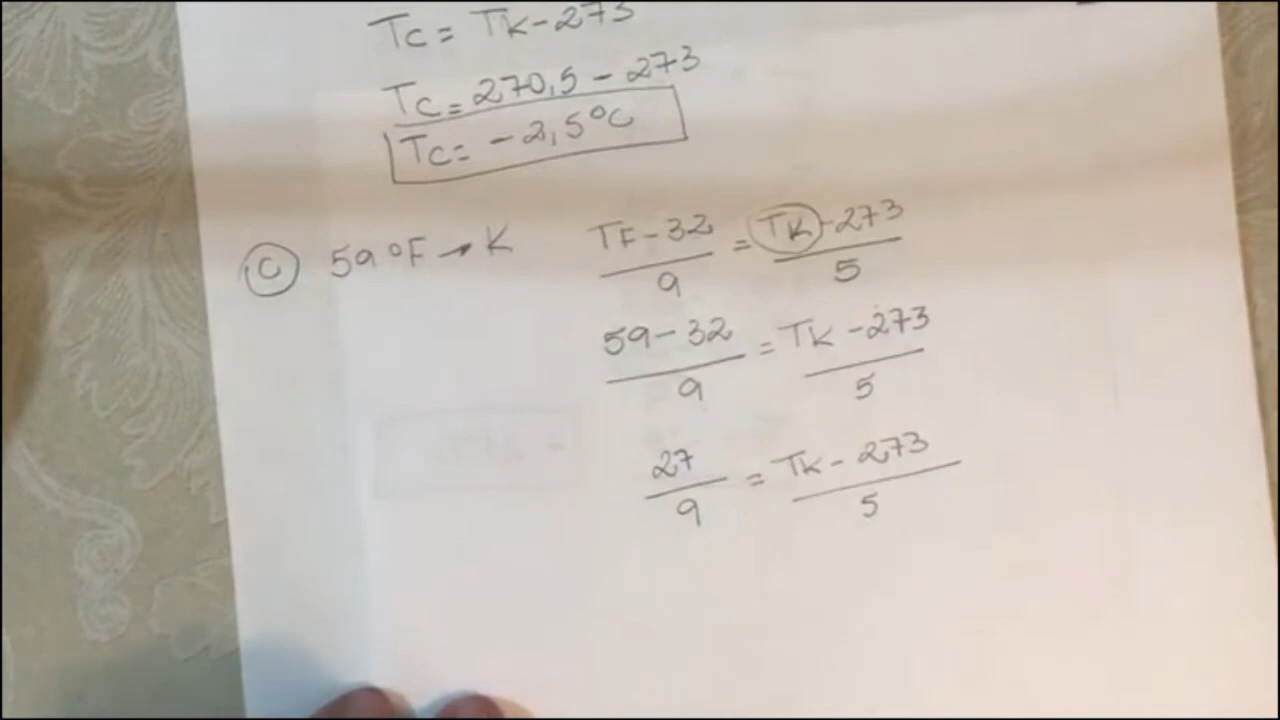 Tc = TK - 273
Tc = 270,5 - 273
Tc = - 2,5°C
C 59°F → K
TF - 32 / 9 = TK - 273 / 5
59 - 32 / 9 = TK - 273 / 5
27 / 9 = TK - 273 / 5